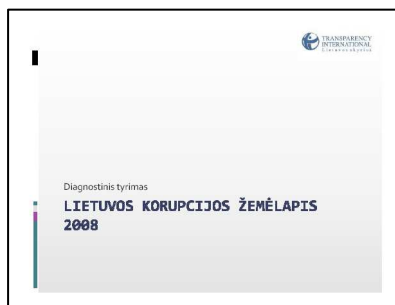 TRANSPARENCY
INTERNATIONAL
Diagnostinis tyrimas
LIETUVOS KORUPCIJOS ŽEMĖLAPIS
2008